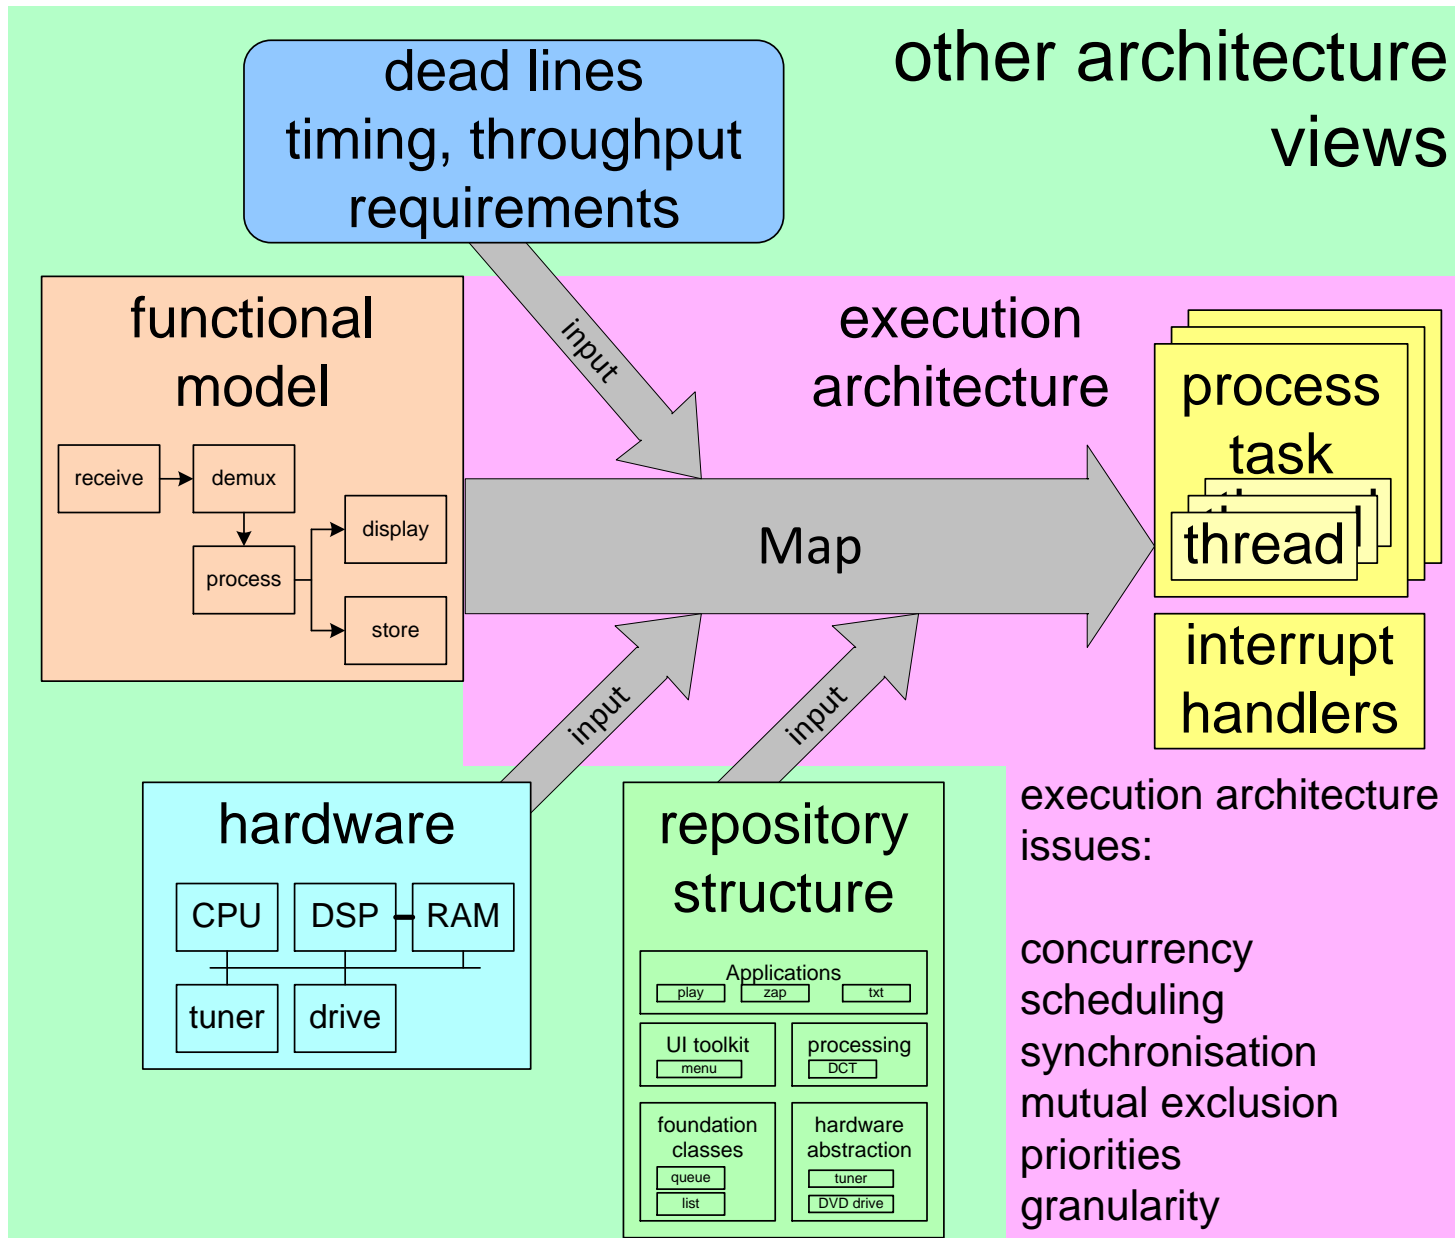 other architecture
views
dead lines
timing, throughput
requirements
input
functional
model
receive
demux
process
display
store
execution
architecture
Map
process
task
thread
interrupt
handlers
input
input
hardware
CPU
DSP
RAM
tuner
drive
repository
structure
Applications
play
zap
txt
UI toolkit
menu
processing
DCT
foundation
classes
queue
list
hardware
abstraction
tuner
DVD drive
execution architecture
issues:
concurrency
scheduling
synchronisation
mutual exclusion
priorities
granularity